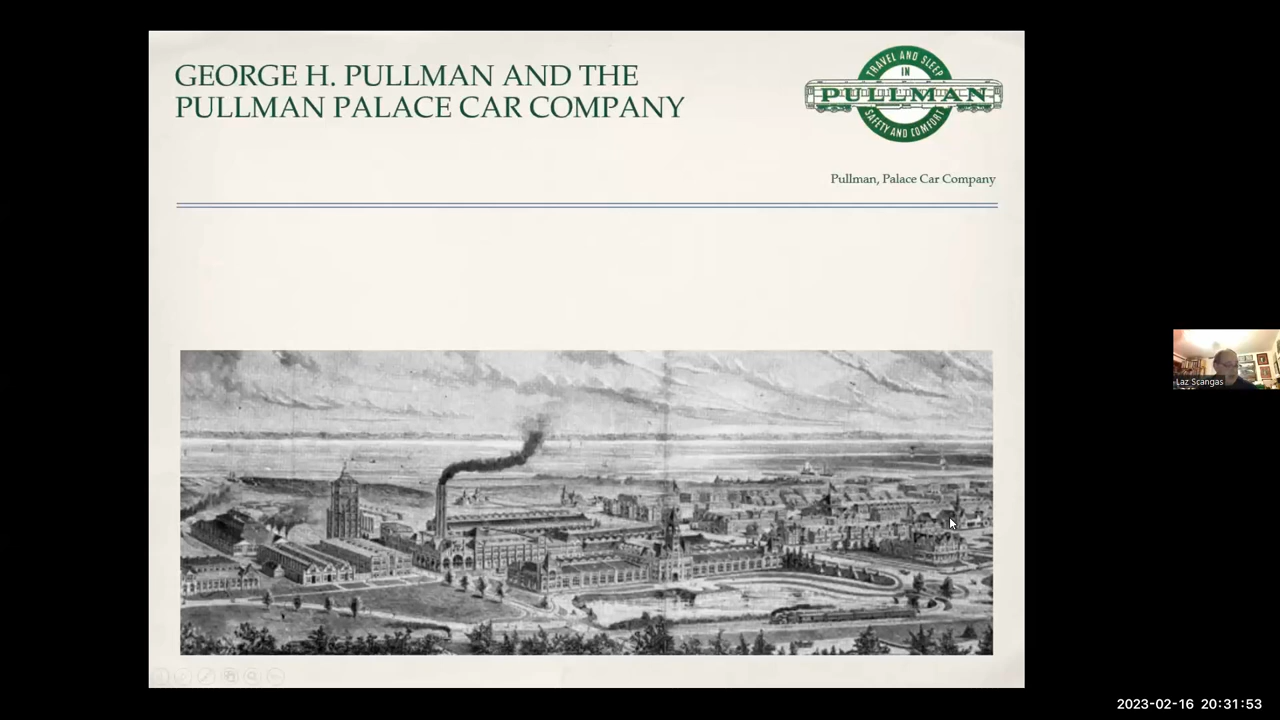 GEORGE H. PULLMAN AND THE
PULLMAN PALACE CAR COMPANY
TRAVEL AND SLEEP
IN
PULLMAN
SAFETY AND COMFORT
Pullman, Palace Car Company
Laz Scangas
2023-02-16 20:31:53